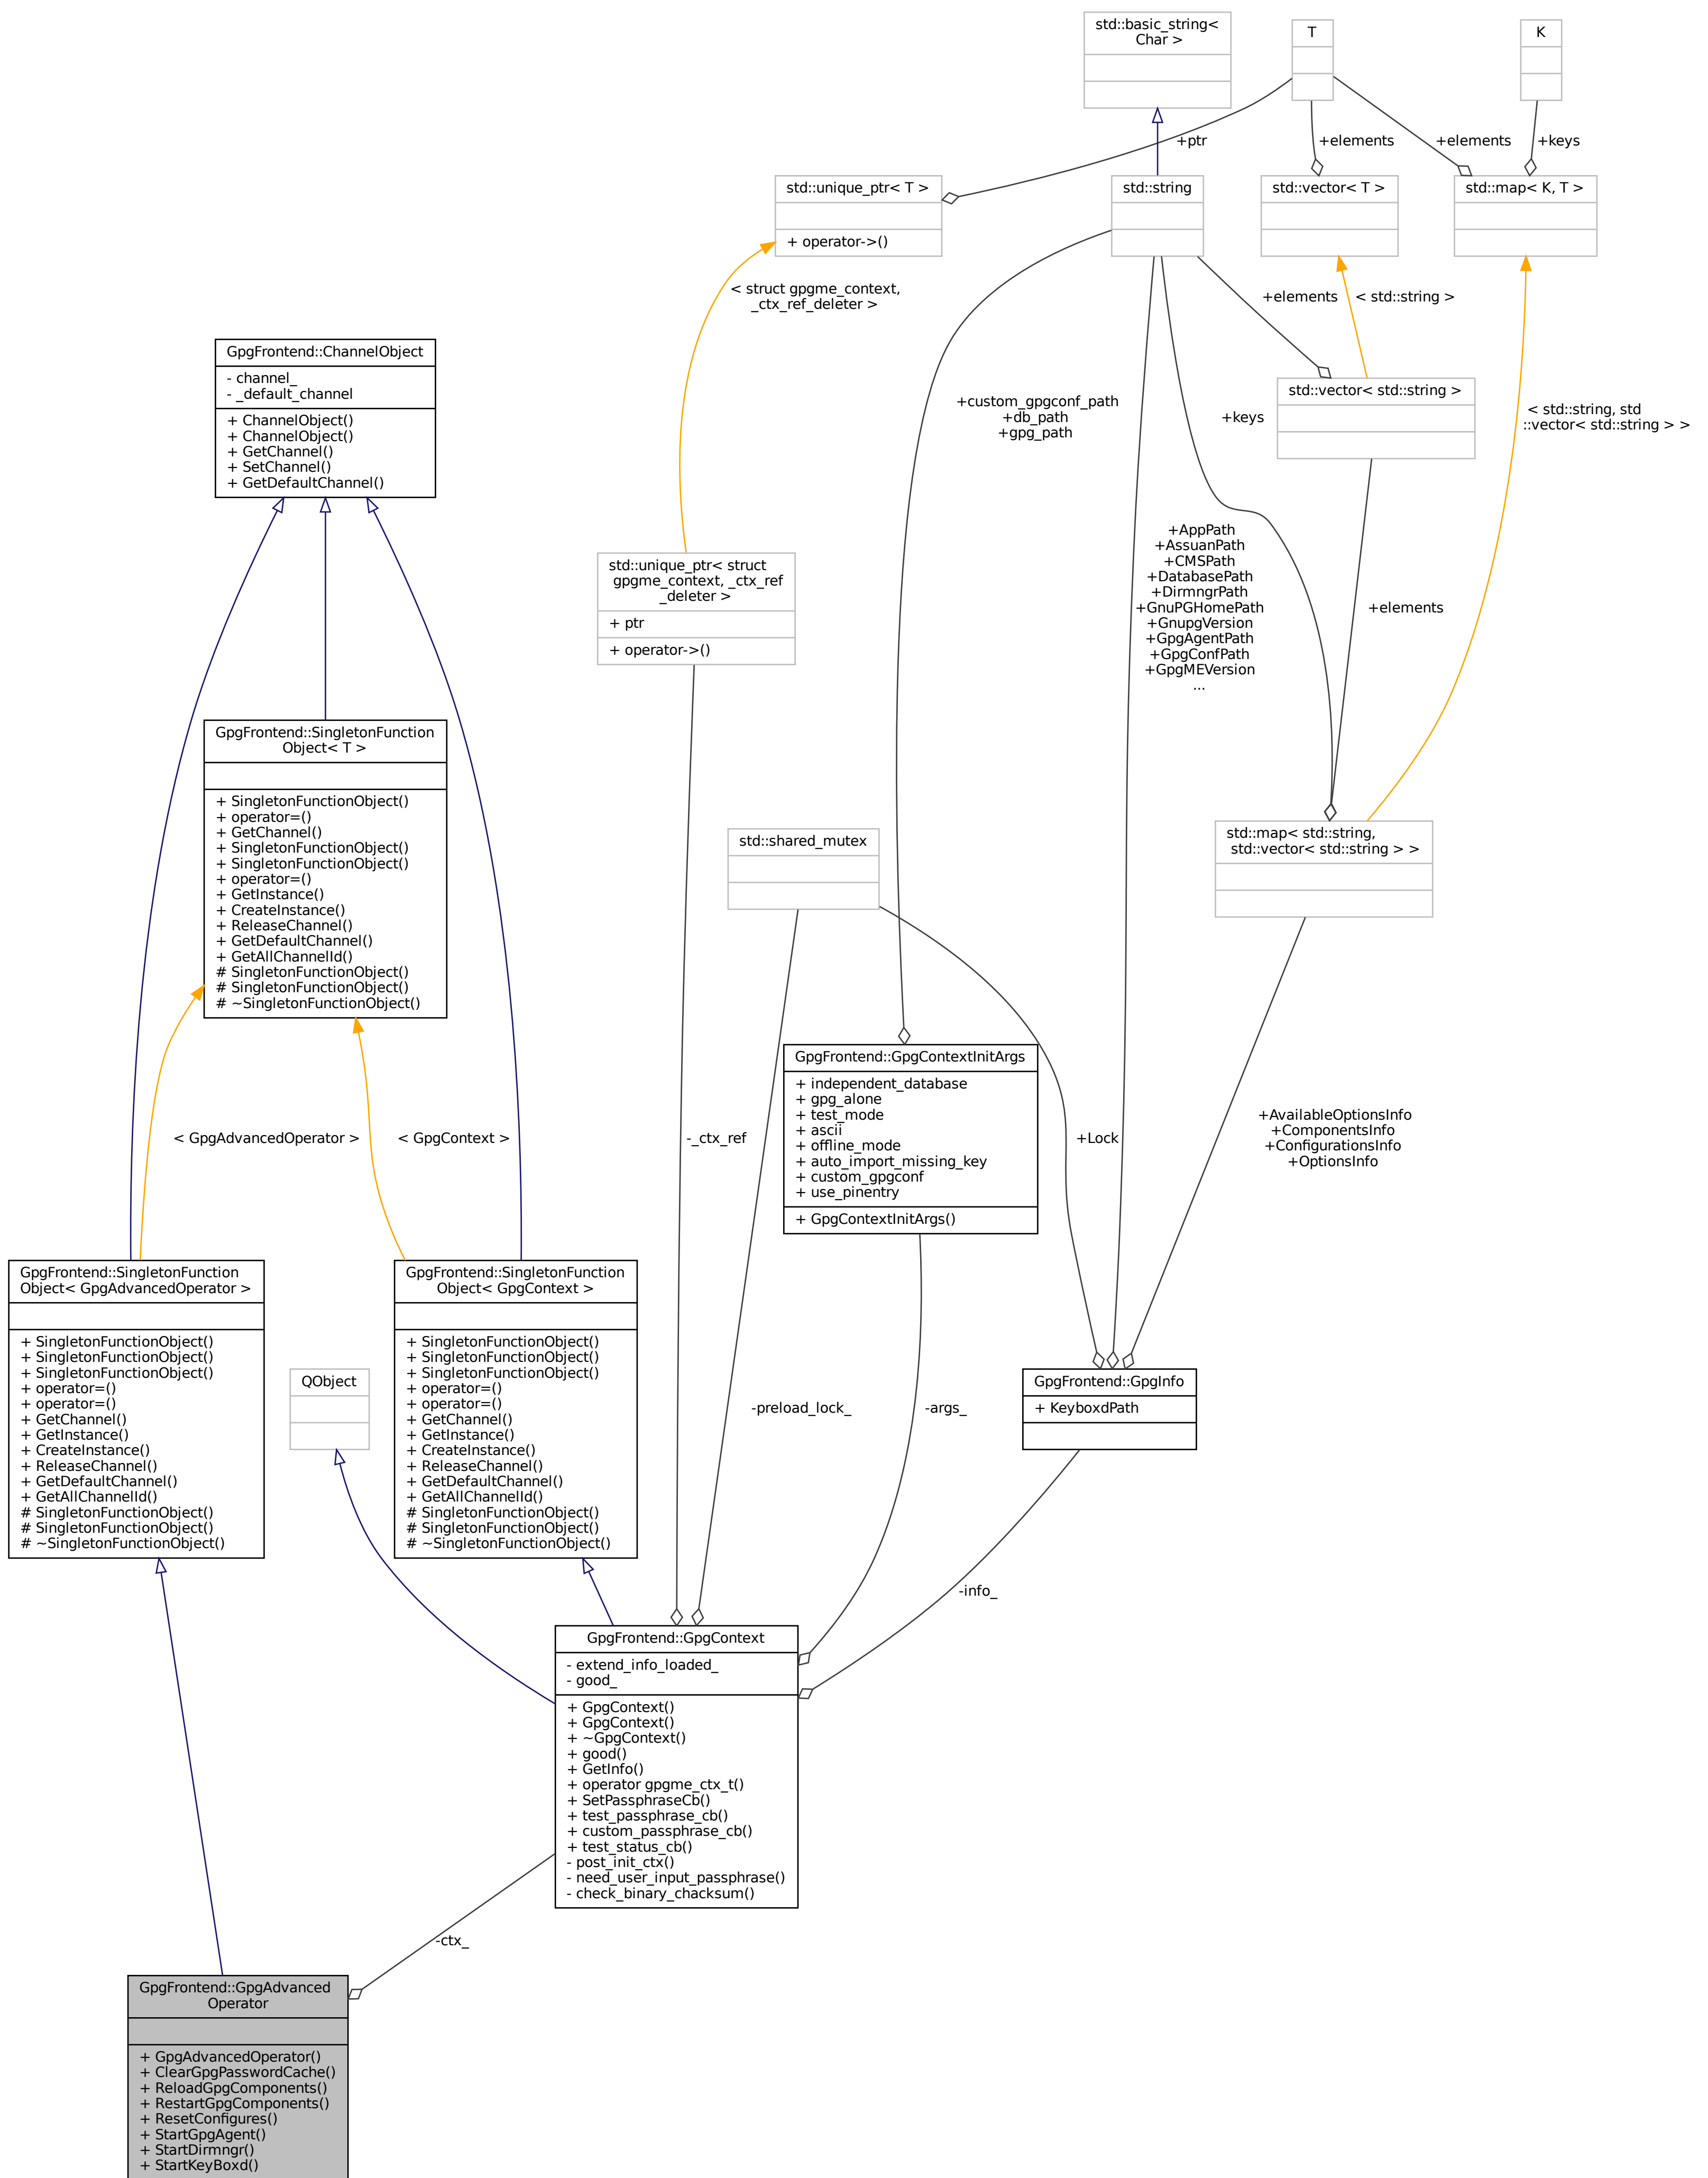 std::basic_string<
Char >
T
K
+ptr
+elements
+elements
+keys
std::unique_ptr< T >
+ operator->()
std::string
std::vector< T >
std::map< K, T >
< struct gpgme_context,
_ctx_ref_deleter >
+elements
< std::string >
GpgFrontend::ChannelObject
- channel_
- _default_channel
+ ChannelObject()
+ ChannelObject()
+ GetChannel()
+ SetChannel()
+ GetDefaultChannel()
std::vector< std::string >
+custom_gpgconf_path
+db_path
+gpg_path
+keys
< std::string, std
::vector< std::string > >
std::unique_ptr< struct
gpgme_context, _ctx_ref
_deleter >
+ ptr
+ operator->()
+AppPath
+AssuanPath
+CMSPath
+DatabasePath
+DirmngrPath
+GnuPGHomePath
+GnupgVersion
+GpgAgentPath
+GpgConfPath
+GpgMEVersion
...
+elements
GpgFrontend::SingletonFunction
Object< T >
+ SingletonFunctionObject()
+ operator=()
+ GetChannel()
+ SingletonFunctionObject()
+ SingletonFunctionObject()
+ operator=()
+ GetInstance()
+ CreateInstance()
+ ReleaseChannel()
+ GetDefaultChannel()
+ GetAllChannelId()
# SingletonFunctionObject()
# SingletonFunctionObject()
# ~SingletonFunctionObject()
std::shared_mutex
std::map< std::string,
std::vector< std::string > >
GpgFrontend::GpgContextInitArgs
+ independent_database
+ gpg_alone
+ test_mode
+ ascii
+ offline_mode
+ auto_import_missing_key
+ custom_gpgconf
+ use_pinentry
+ GpgContextInitArgs()
< GpgAdvancedOperator >
< GpgContext >
-_ctx_ref
+Lock
+AvailableOptionsInfo
+ComponentsInfo
+ConfigurationsInfo
+OptionsInfo
GpgFrontend::SingletonFunction
Object< GpgAdvancedOperator >
+ SingletonFunctionObject()
+ SingletonFunctionObject()
+ SingletonFunctionObject()
+ operator=()
+ operator=()
+ GetChannel()
+ GetInstance()
+ CreateInstance()
+ ReleaseChannel()
+ GetDefaultChannel()
+ GetAllChannelId()
# SingletonFunctionObject()
# SingletonFunctionObject()
# ~SingletonFunctionObject()
QObject
GpgFrontend::SingletonFunction
Object< GpgContext >
+ SingletonFunctionObject()
+ SingletonFunctionObject()
+ SingletonFunctionObject()
+ operator=()
+ operator=()
+ GetChannel()
+ GetInstance()
+ CreateInstance()
+ ReleaseChannel()
+ GetDefaultChannel()
+ GetAllChannelId()
# SingletonFunctionObject()
# SingletonFunctionObject()
# ~SingletonFunctionObject()
-preload_lock_
-args_
GpgFrontend::GpgInfo
+ KeyboxdPath
-info_
GpgFrontend::GpgContext
- extend_info_loaded_
- good_
+ GpgContext()
+ GpgContext()
+ ~GpgContext()
+ good()
+ GetInfo()
+ operator gpgme_ctx_t()
+ SetPassphraseCb()
+ test_passphrase_cb()
+ custom_passphrase_cb()
+ test_status_cb()
- post_init_ctx()
- need_user_input_passphrase()
- check_binary_chacksum()
-ctx_
GpgFrontend::GpgAdvanced
Operator
+ GpgAdvancedOperator()
+ ClearGpgPasswordCache()
+ ReloadGpgComponents()
+ RestartGpgComponents()
+ ResetConfigures()
+ StartGpgAgent()
+ StartDirmngr()
+ StartKeyBoxd()